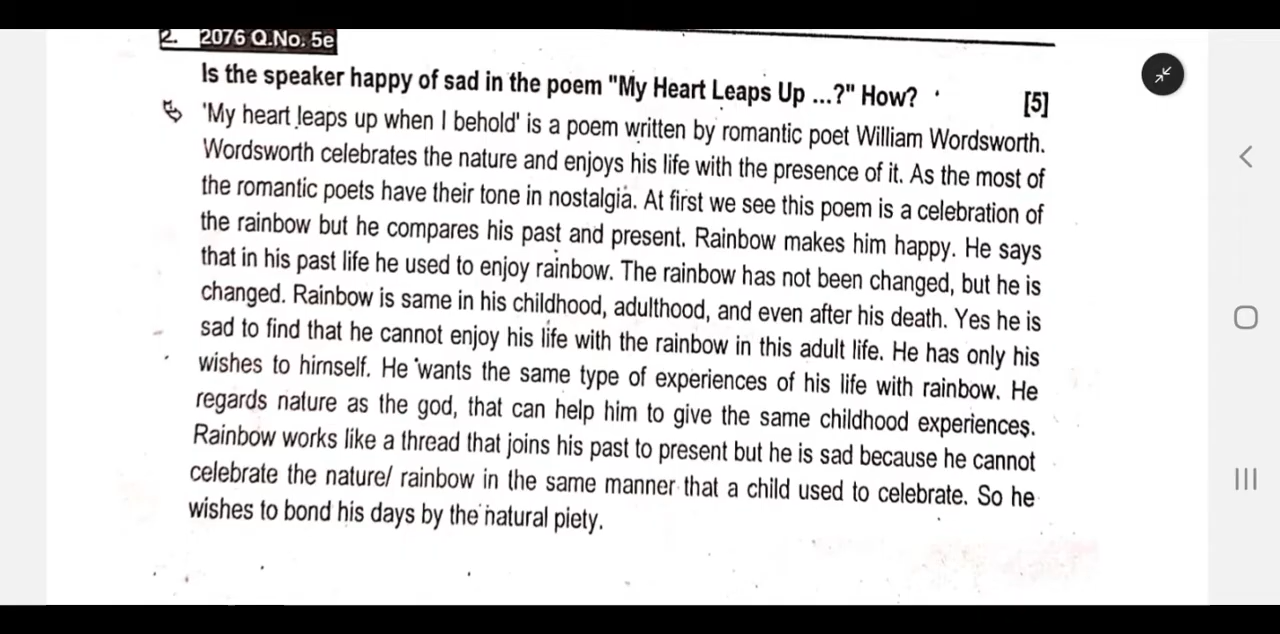 2. 2076 Q.No. 5e
Is the speaker happy of sad in the poem "My Heart Leaps Up ...?" How? [5]
'My heart leaps up when I behold' is a poem written by romantic poet William Wordsworth.
Wordsworth celebrates the nature and enjoys his life with the presence of it. As the most of
the romantic poets have their tone in nostalgia. At first we see this poem is a celebration of
the rainbow but he compares his past and present. Rainbow makes him happy. He says
that in his past life he used to enjoy rainbow. The rainbow has not been changed, but he is
changed. Rainbow is same in his childhood, adulthood, and even after his death. Yes he is
sad to find that he cannot enjoy his life with the rainbow in this adult life. He has only his
wishes to himself. He wants the same type of experiences of his life with rainbow. He
regards nature as the god, that can help him to give the same childhood experiences.
Rainbow works like a thread that joins his past to present but he is sad because he cannot
celebrate the nature/ rainbow in the same manner that a child used to celebrate. So he
wishes to bond his days by the natural piety.